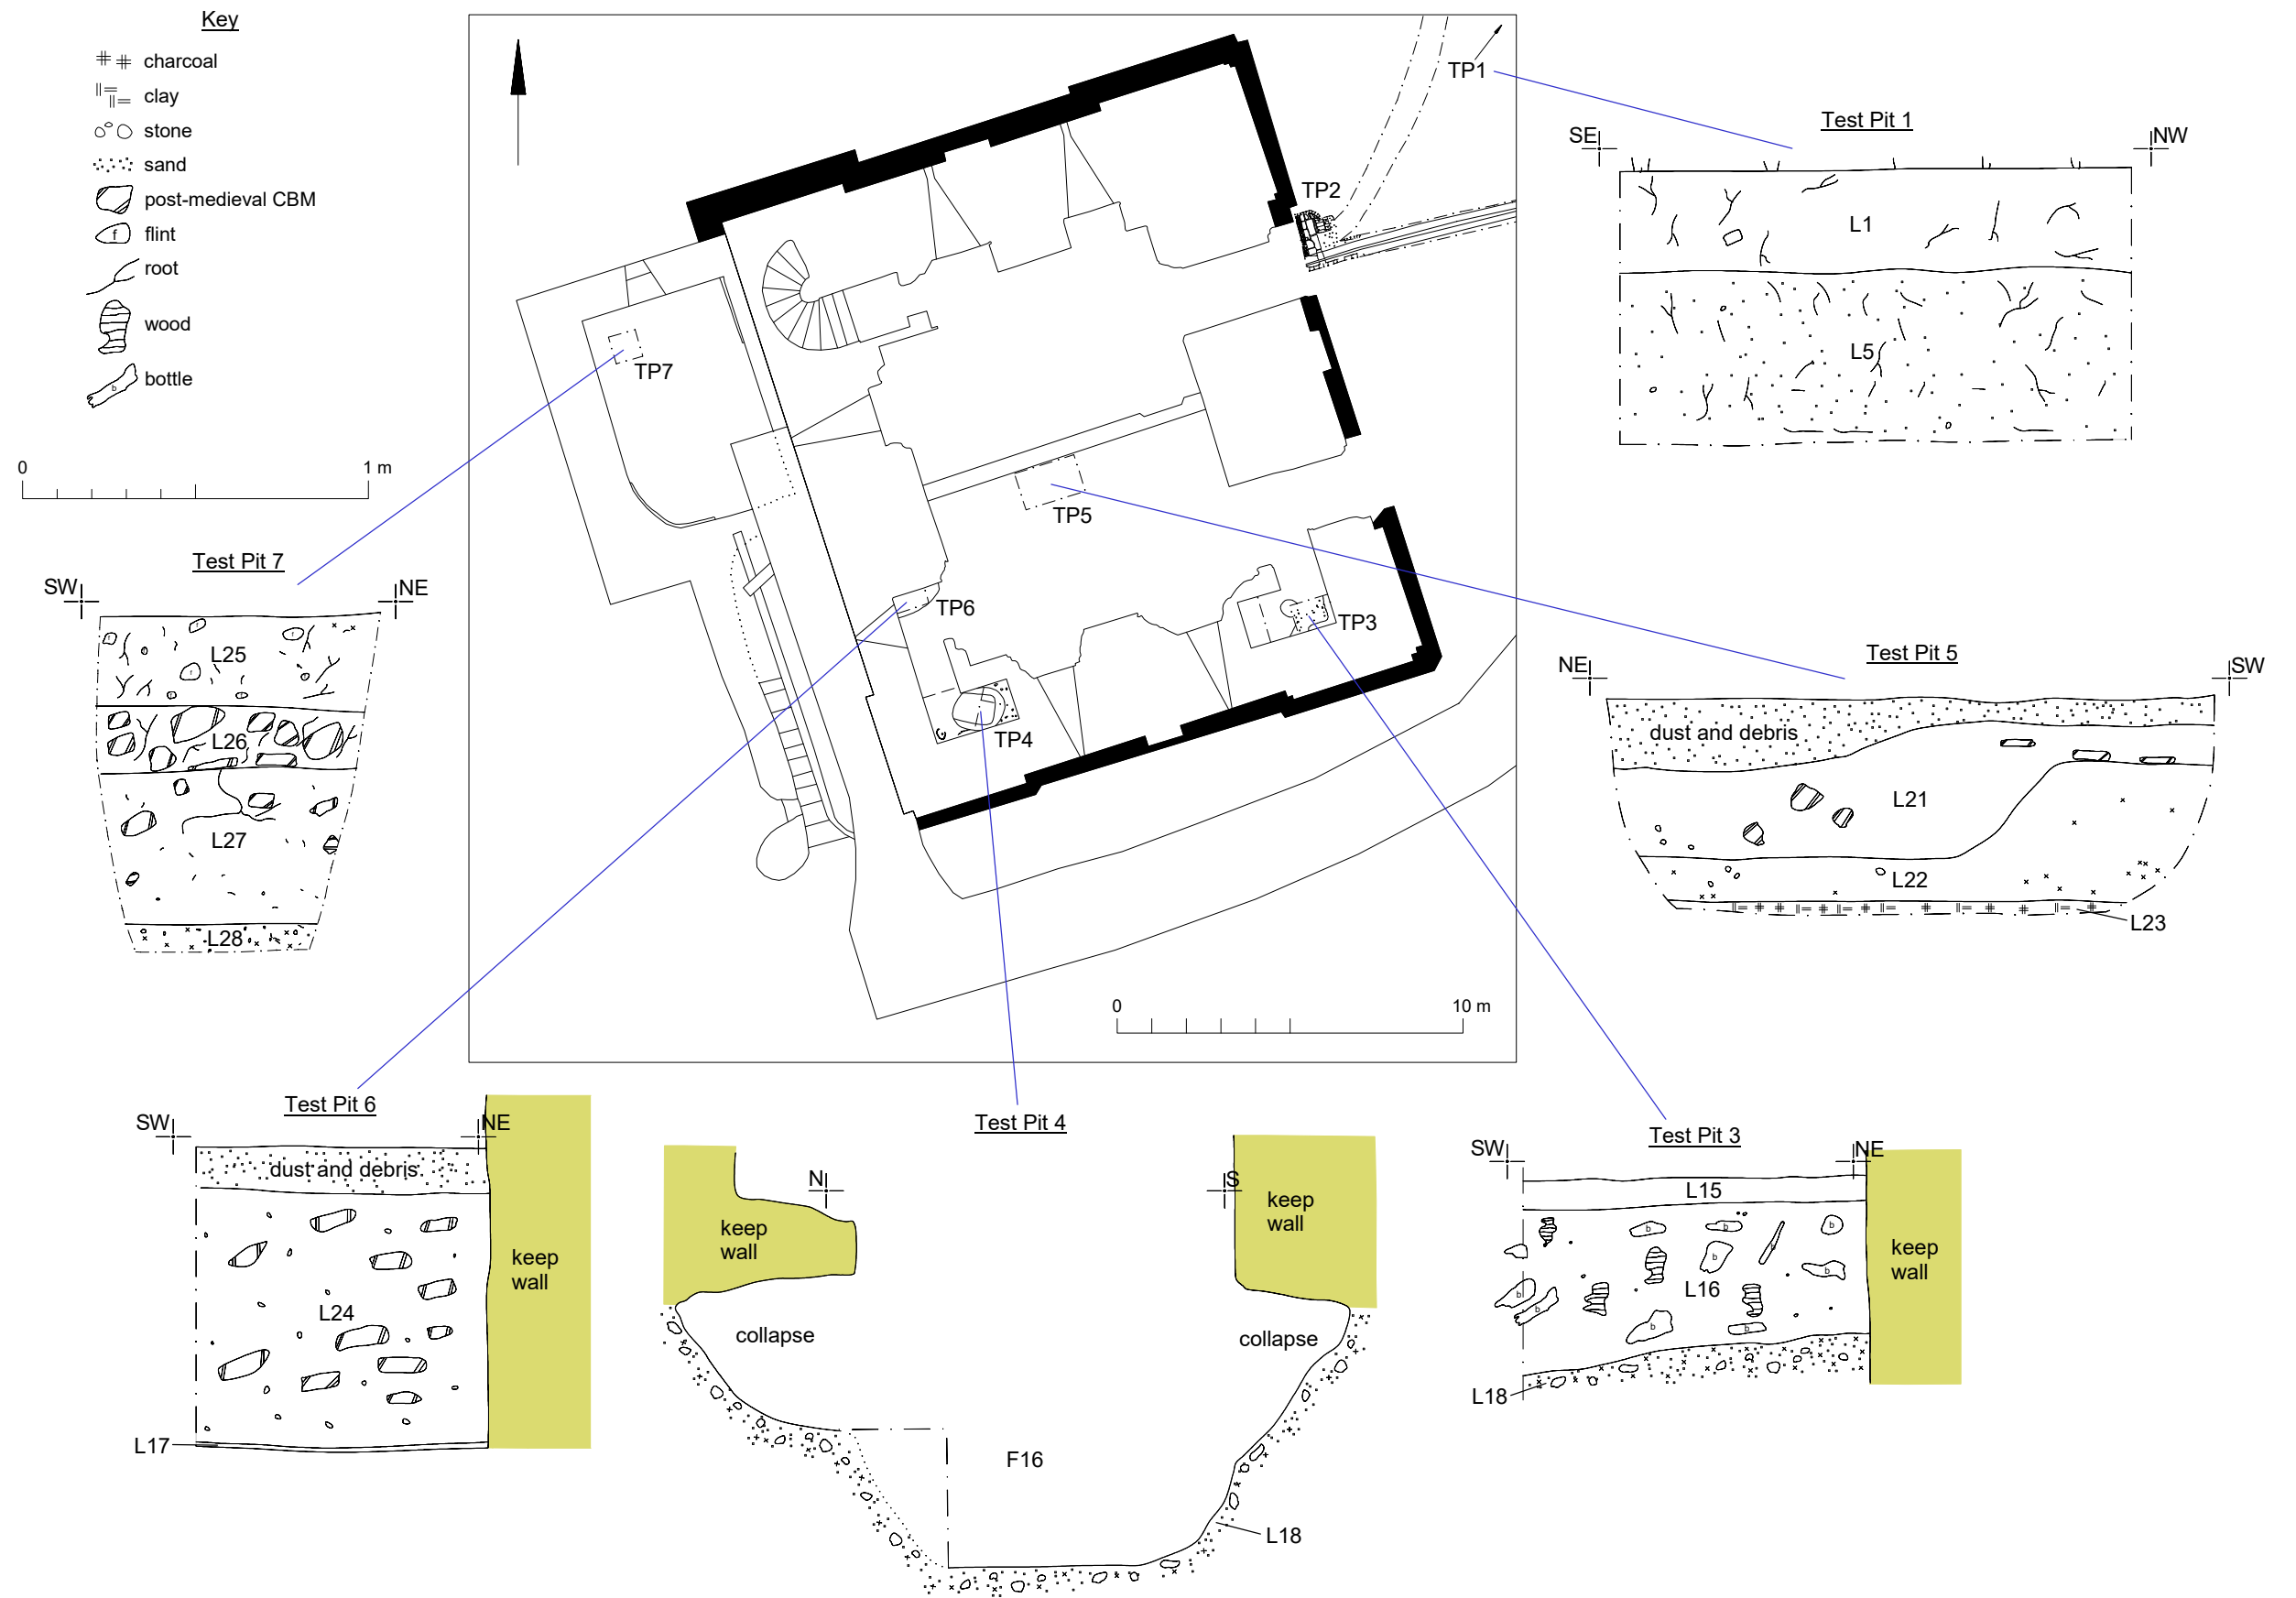 Key
charcoal
clay
stone
sand
post-medieval CBM
f
flint
root
wood
b
bottle
0 1 m
TP1
TP2
TP7
TP5
TP6
TP3
TP4
0 10 m
Test Pit 1
SE NW
L1
L5
Test Pit 7
SW NE
L25
L26
L27
L28
Test Pit 5
NE SW
dust and debris
L21
L22
L23
Test Pit 6
SW NE
dust and debris
L24
keep
wall
L17
Test Pit 4
N S
keep
wall
keep
wall
collapse
collapse
F16
L18
Test Pit 3
SW NE
L15
L16
keep
wall
L18